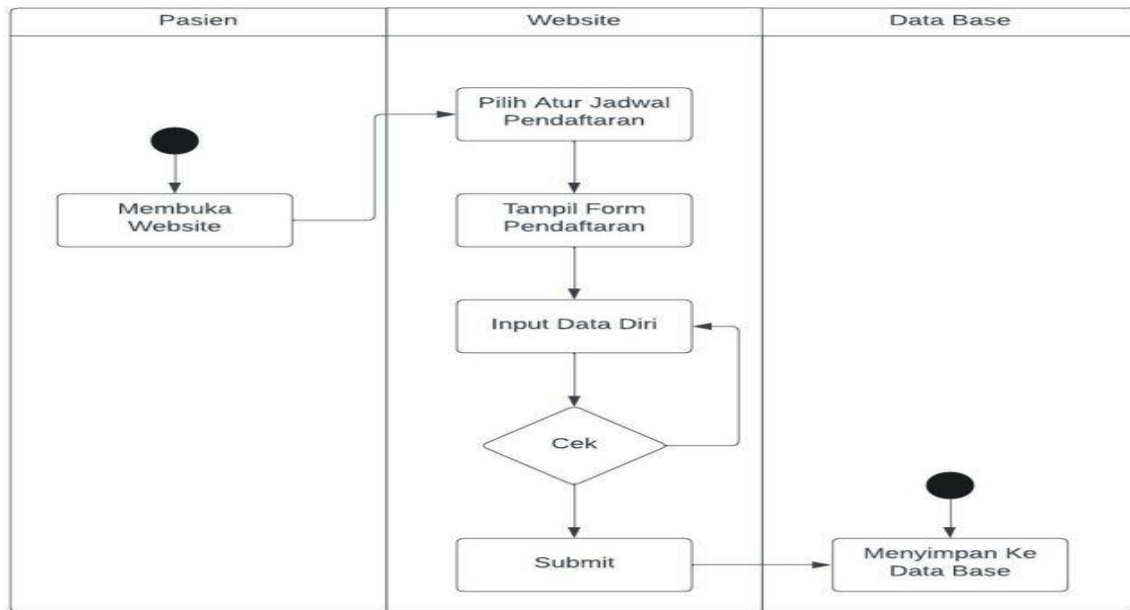 Pasien
Website
Data Base
Pilih Atur Jadwal
Pendaftaran
Membuka
Website
Tampil Form
Pendaftaran
Input Data Diri
Cek
Submit
Menyimpan Ke
Data Base